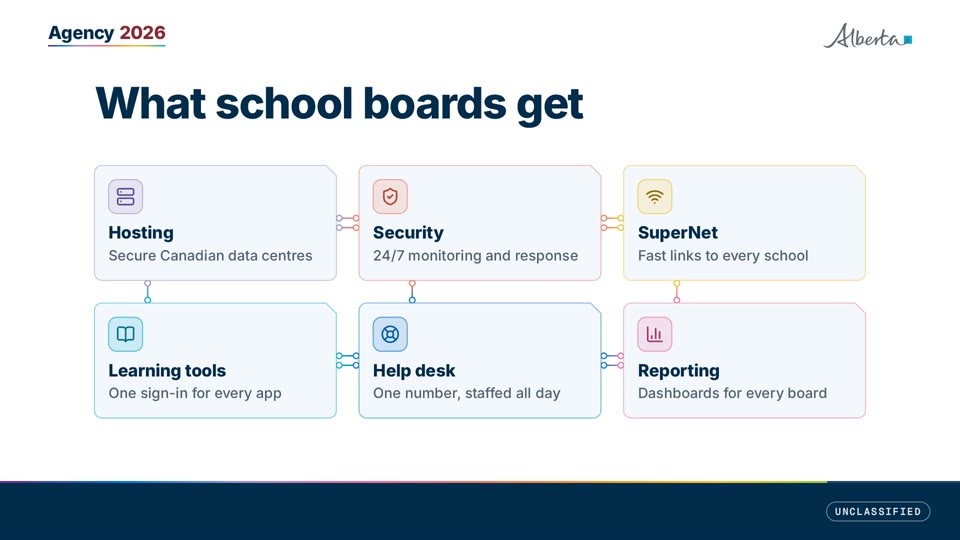 Agency 2026
Alberta
What school boards get
Hosting
Secure Canadian data centres
Security
24/7 monitoring and response
SuperNet
Fast links to every school
Learning tools
One sign-in for every app
Help desk
One number, staffed all day
Reporting
Dashboards for every board
UNCLASSIFIED